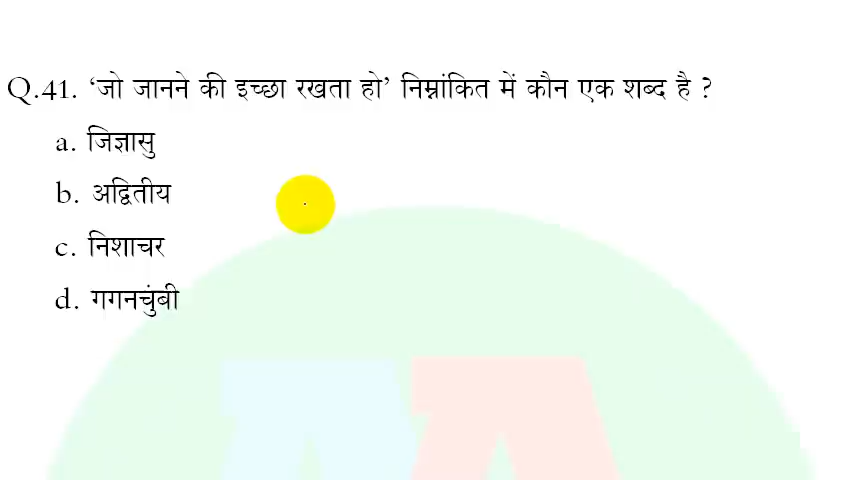 Q.41. ‘जो जानने की इच्छा रखता हो’ निम्नांकित में कौन एक शब्द है ?
a. जिज्ञासु
b. अद्वितीय
c. निशाचर
d. गगनचुंबी